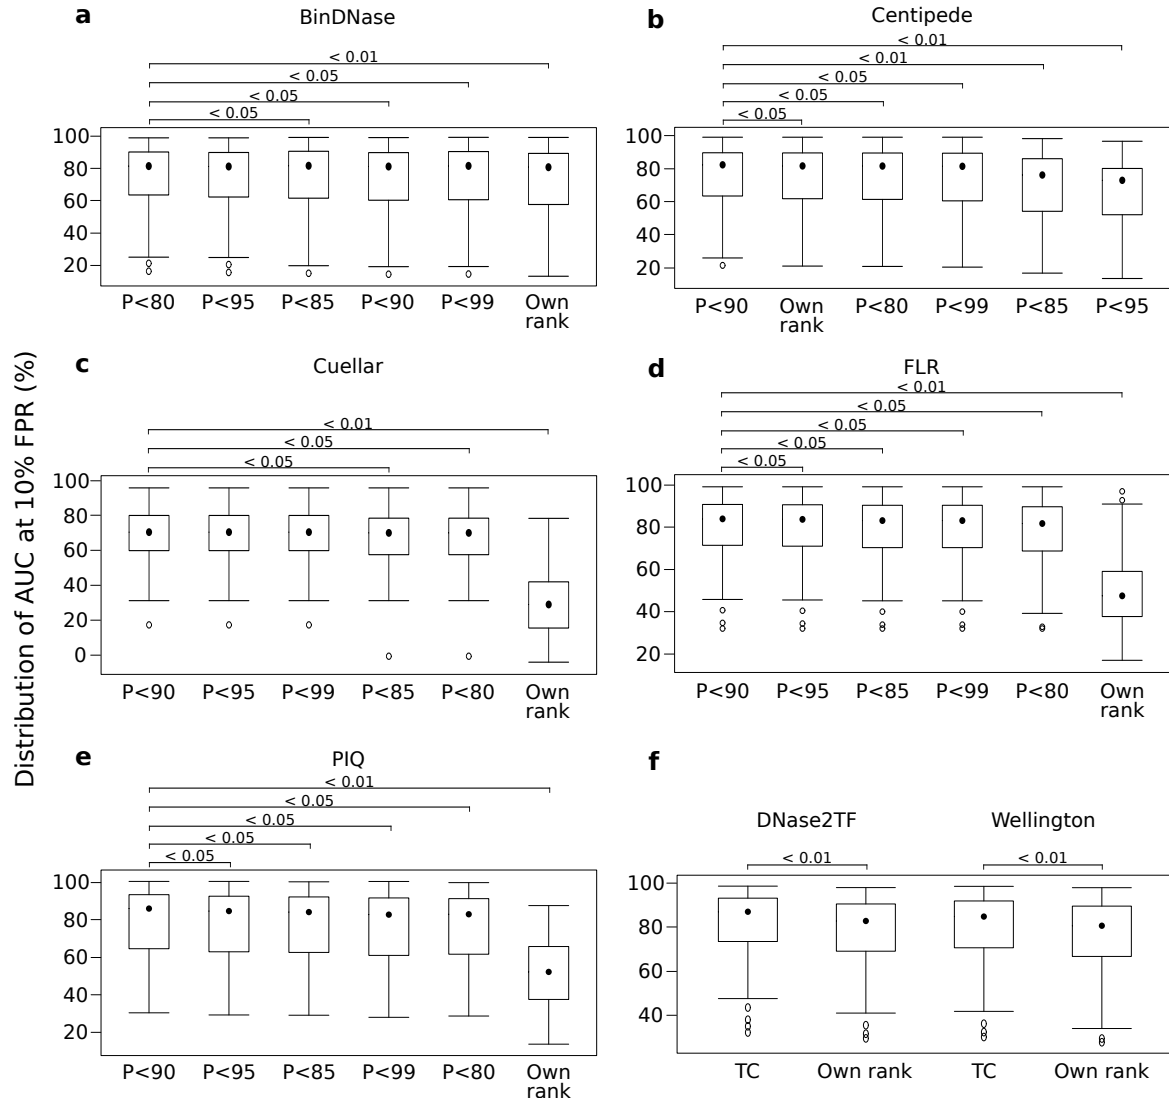 Distribution of AUC at 10% FPR (%)
a
BinDNase
< 0.01
< 0.05
< 0.05
< 0.05
100
80
60
40
20
P<80 P<95 P<85 P<90 P<99 Own rank
b
Centipede
< 0.01
< 0.01
< 0.05
< 0.05
< 0.05
100
80
60
40
20
P<90 Own rank P<80 P<99 P<85 P<95
c
Cuellar
< 0.01
< 0.05
< 0.05
100
80
60
40
20
0
P<90 P<95 P<99 P<85 P<80 Own rank
d
FLR
< 0.01
< 0.05
< 0.05
< 0.05
< 0.05
100
80
60
40
20
P<90 P<95 P<85 P<99 P<80 Own rank
e
PIQ
< 0.01
< 0.05
< 0.05
< 0.05
< 0.05
100
80
60
40
20
P<90 P<95 P<85 P<99 P<80 Own rank
f
DNase2TF Wellington
< 0.01 < 0.01
100
80
60
40
TC Own rank TC Own rank